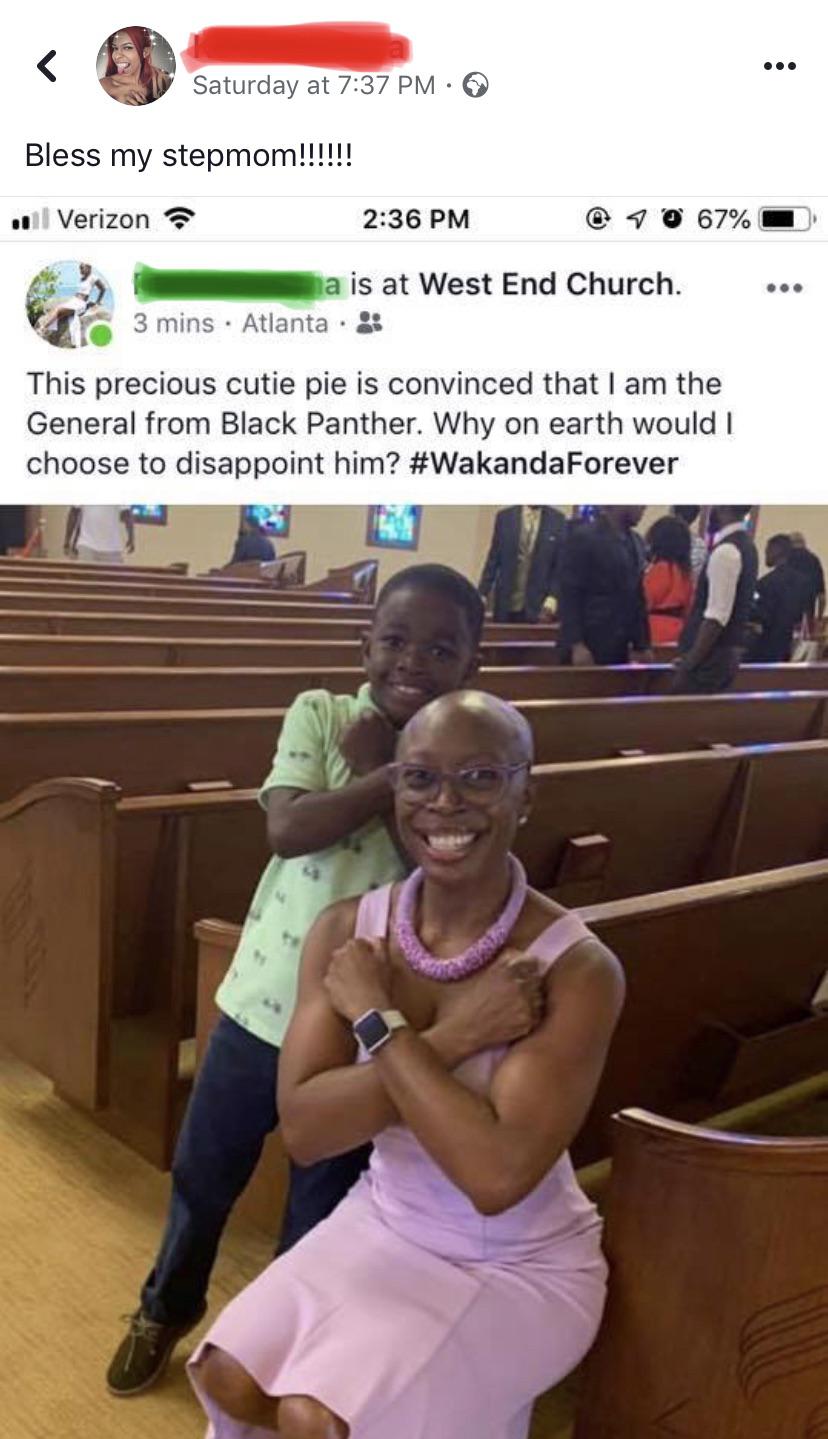 Saturday at 7:37 PM ·
Bless my stepmom!!!!!!
Verizon 2:36 PM 67%
a is at West End Church.
3 mins · Atlanta ·
This precious cutie pie is convinced that I am the
General from Black Panther. Why on earth would I
choose to disappoint him? #WakandaForever